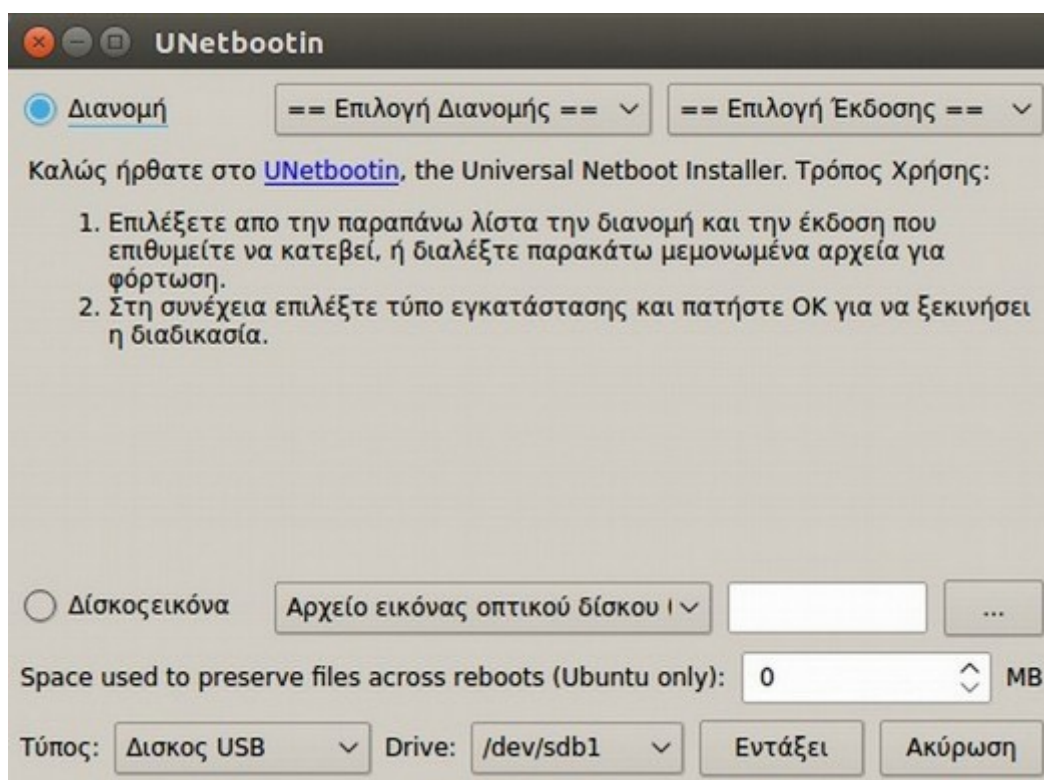 UNetbootin
Διανομή == Επιλογή Διανομής == == Επιλογή Έκδοσης ==
Καλώς ήρθατε στο UNetbootin, the Universal Netboot Installer. Τρόπος Χρήσης:
1. Επιλέξετε απο την παραπάνω λίστα την διανομή και την έκδοση που
επιθυμείτε να κατεβεί, ή διαλέξτε παρακάτω μεμονωμένα αρχεία για
φόρτωση.
2. Στη συνέχεια επιλέξτε τύπο εγκατάστασης και πατήστε OK για να ξεκινήσει
η διαδικασία.
Δίσκοςεικόνα Αρχείο εικόνας οπτικού δίσκου ...
Space used to preserve files across reboots (Ubuntu only): 0 MB
Τύπος: Δισκος USB Drive: /dev/sdb1 Εντάξει Ακύρωση